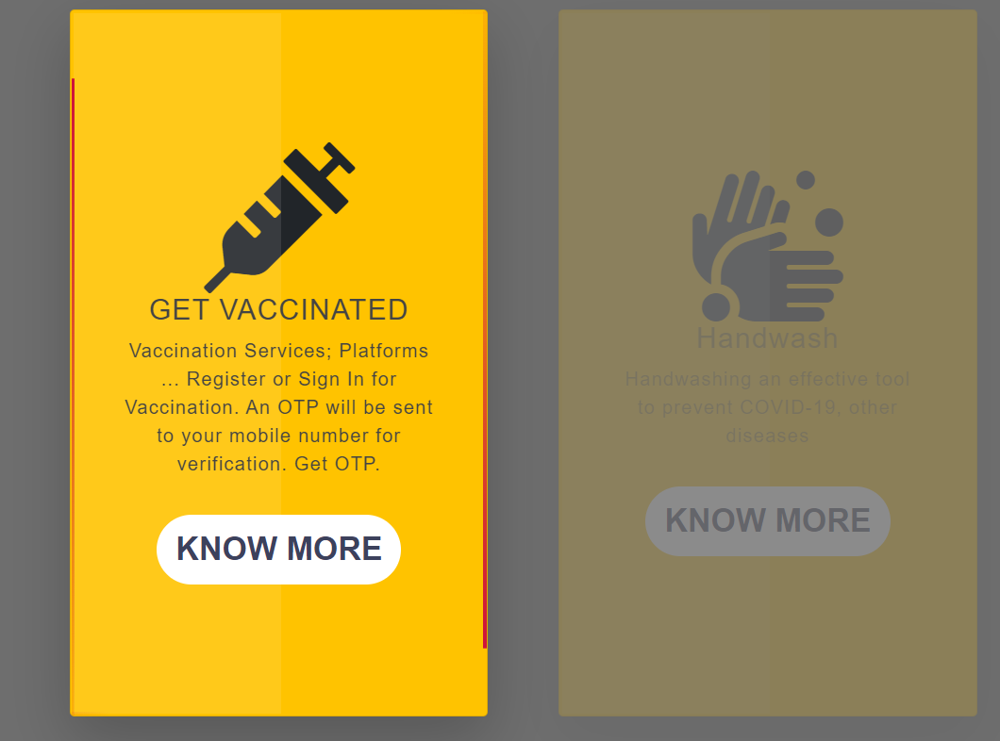 GET VACCINATED
Vaccination Services; Platforms
... Register or Sign In for
Vaccination. An OTP will be sent
to your mobile number for
verification. Get OTP.
KNOW MORE
Handwash
Handwashing an effective tool
to prevent COVID-19, other
diseases
KNOW MORE